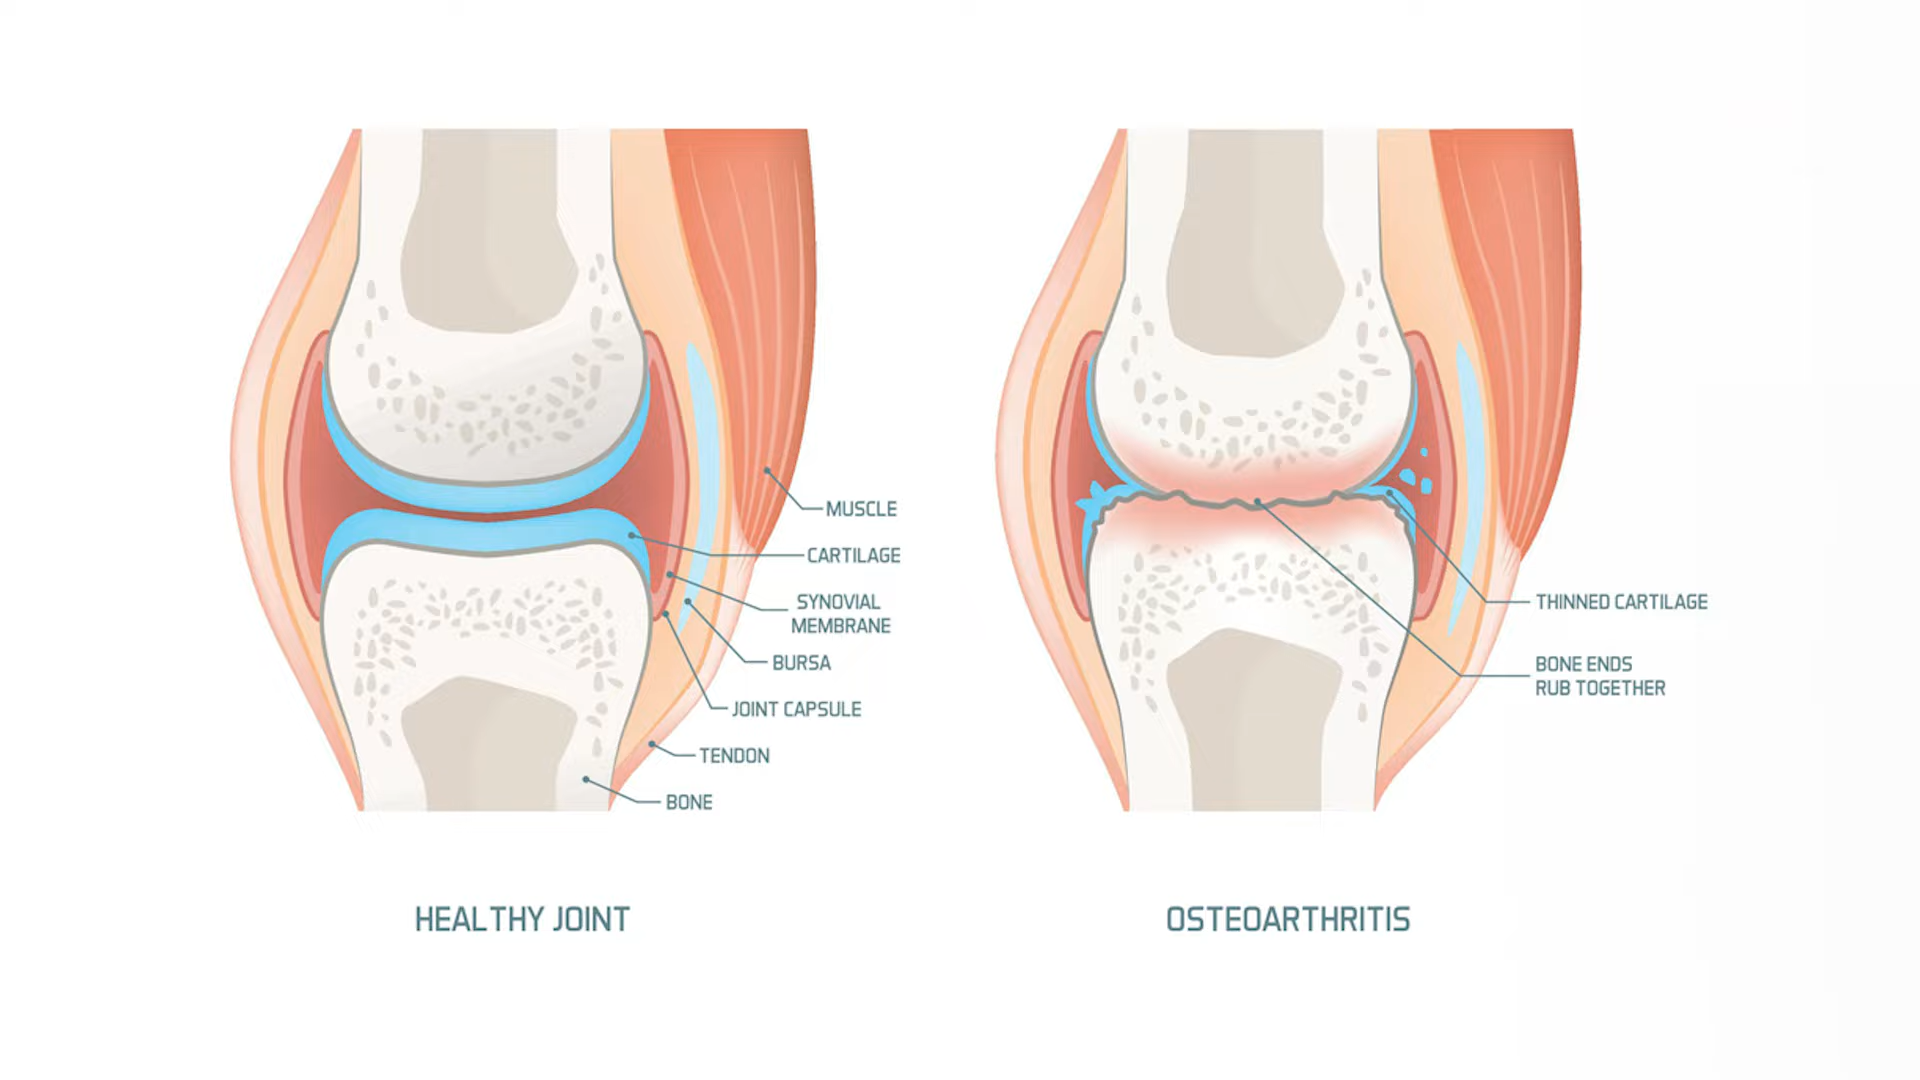 MUSCLE
CARTILAGE
SYNOVIAL
MEMBRANE
BURSA
JOINT CAPSULE
TENDON
BONE
THINNED CARTILAGE
BONE ENDS
RUB TOGETHER
HEALTHY JOINT
OSTEOARTHRITIS